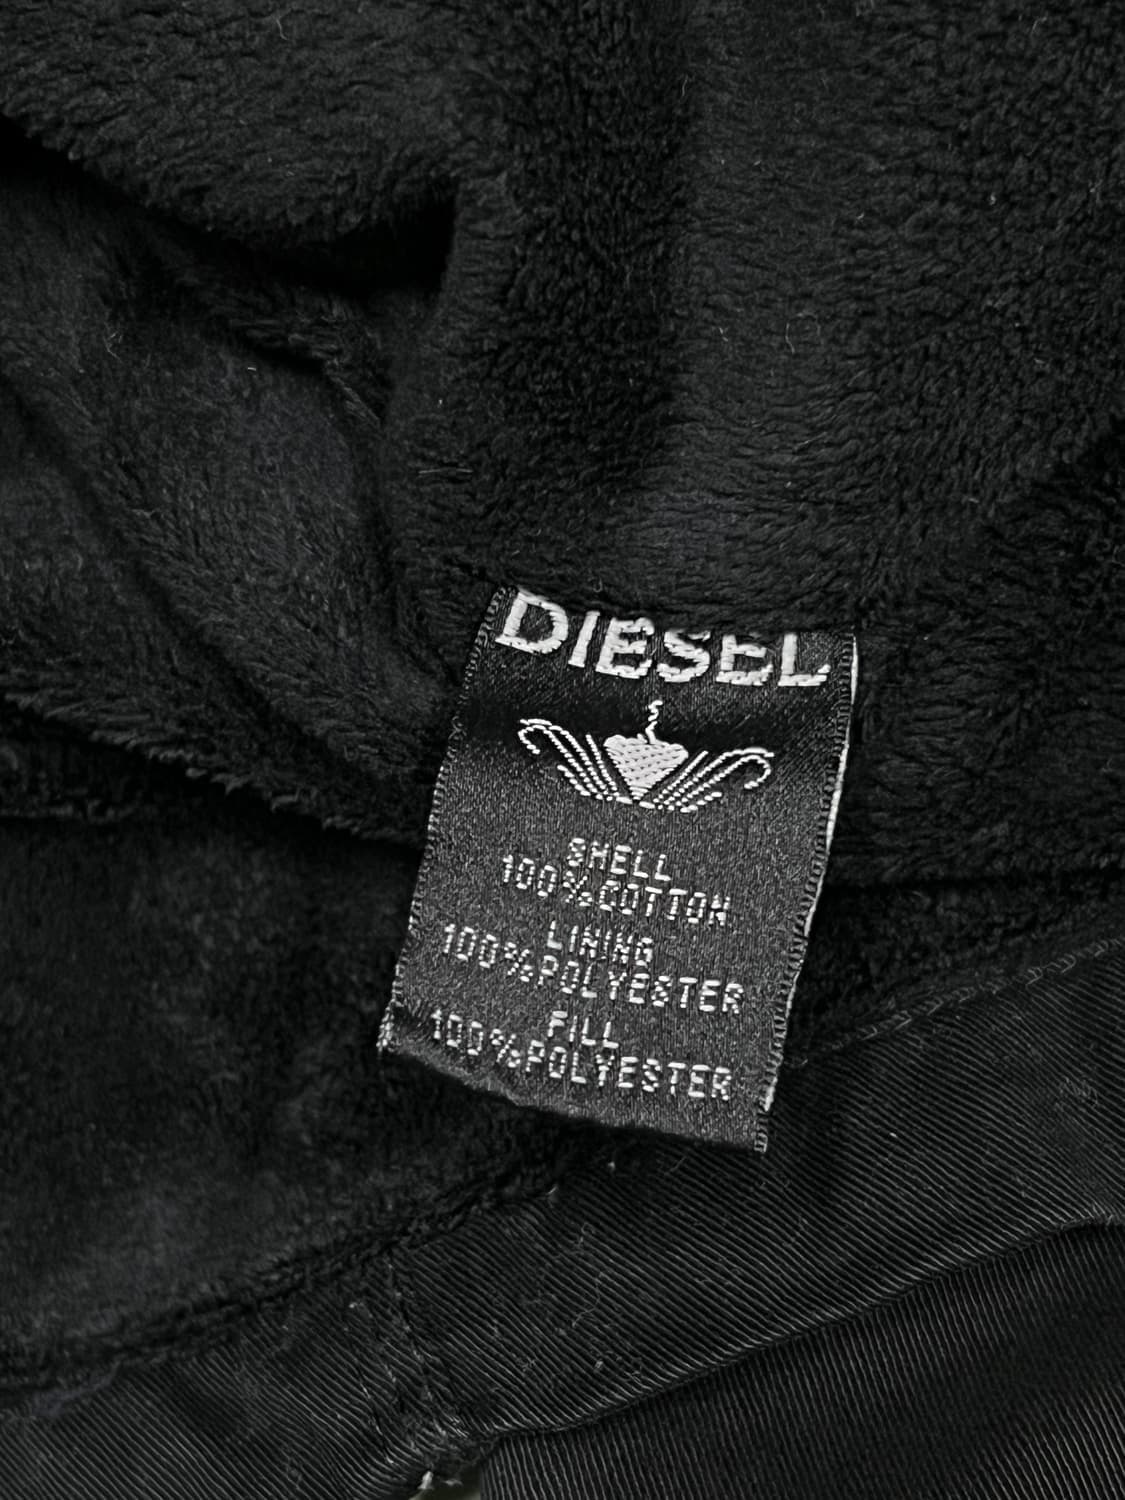 DIESEL
SHELL
100%COTTON
LINING
100%POLYESTER
FILL
100%POLYESTER